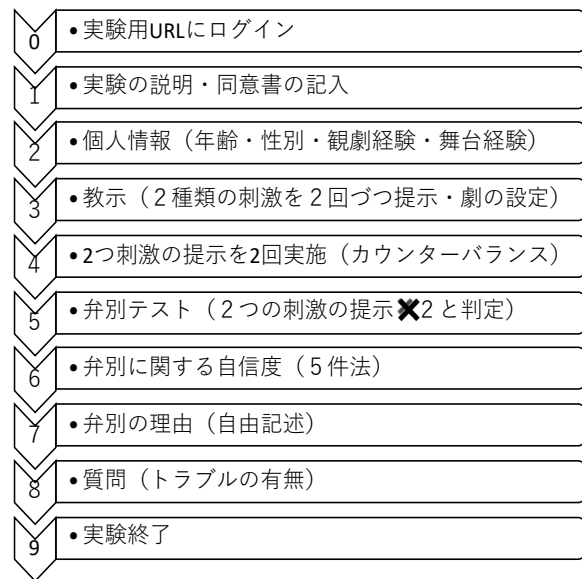 0
•実験用URLにログイン
1
•実験の説明・同意書の記入
2
•個人情報（年齢・性別・観劇経験・舞台経験）
3
•教示（２種類の刺激を２回づつ提示・劇の設定）
4
•2つ刺激の提示を2回実施（カウンターバランス）
5
•弁別テスト（２つの刺激の提示✖2と判定）
6
•弁別に関する自信度（５件法）
7
•弁別の理由（自由記述）
8
•質問（トラブルの有無）
9
•実験終了